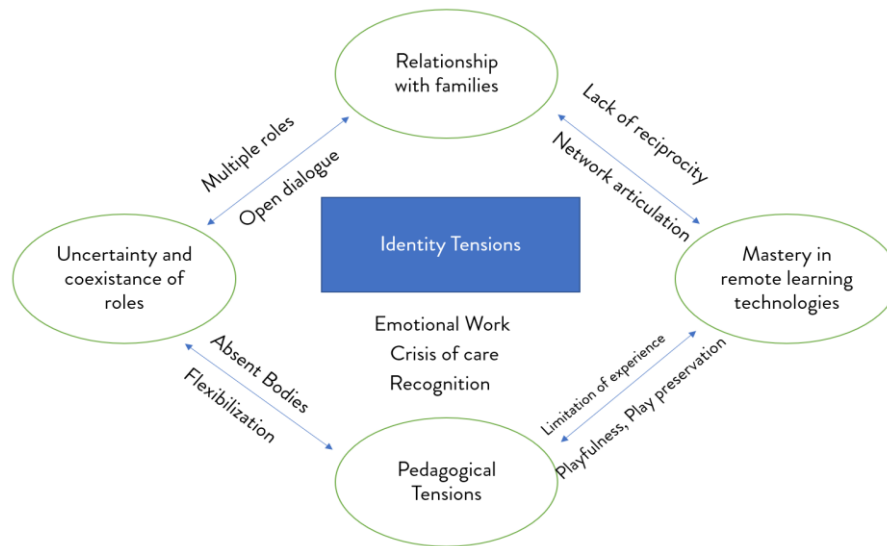 Relationship
with families
Multiple roles
Open dialogue
Lack of reciprocity
Network articulation
Identity Tensions
Uncertainty and
coexistance of
roles
Mastery in
remote learning
technologies
Emotional Work
Crisis of care
Recognition
Absent Bodies
Flexibilization
Limitation of experience
Playfulness, Play preservation
Pedagogical
Tensions